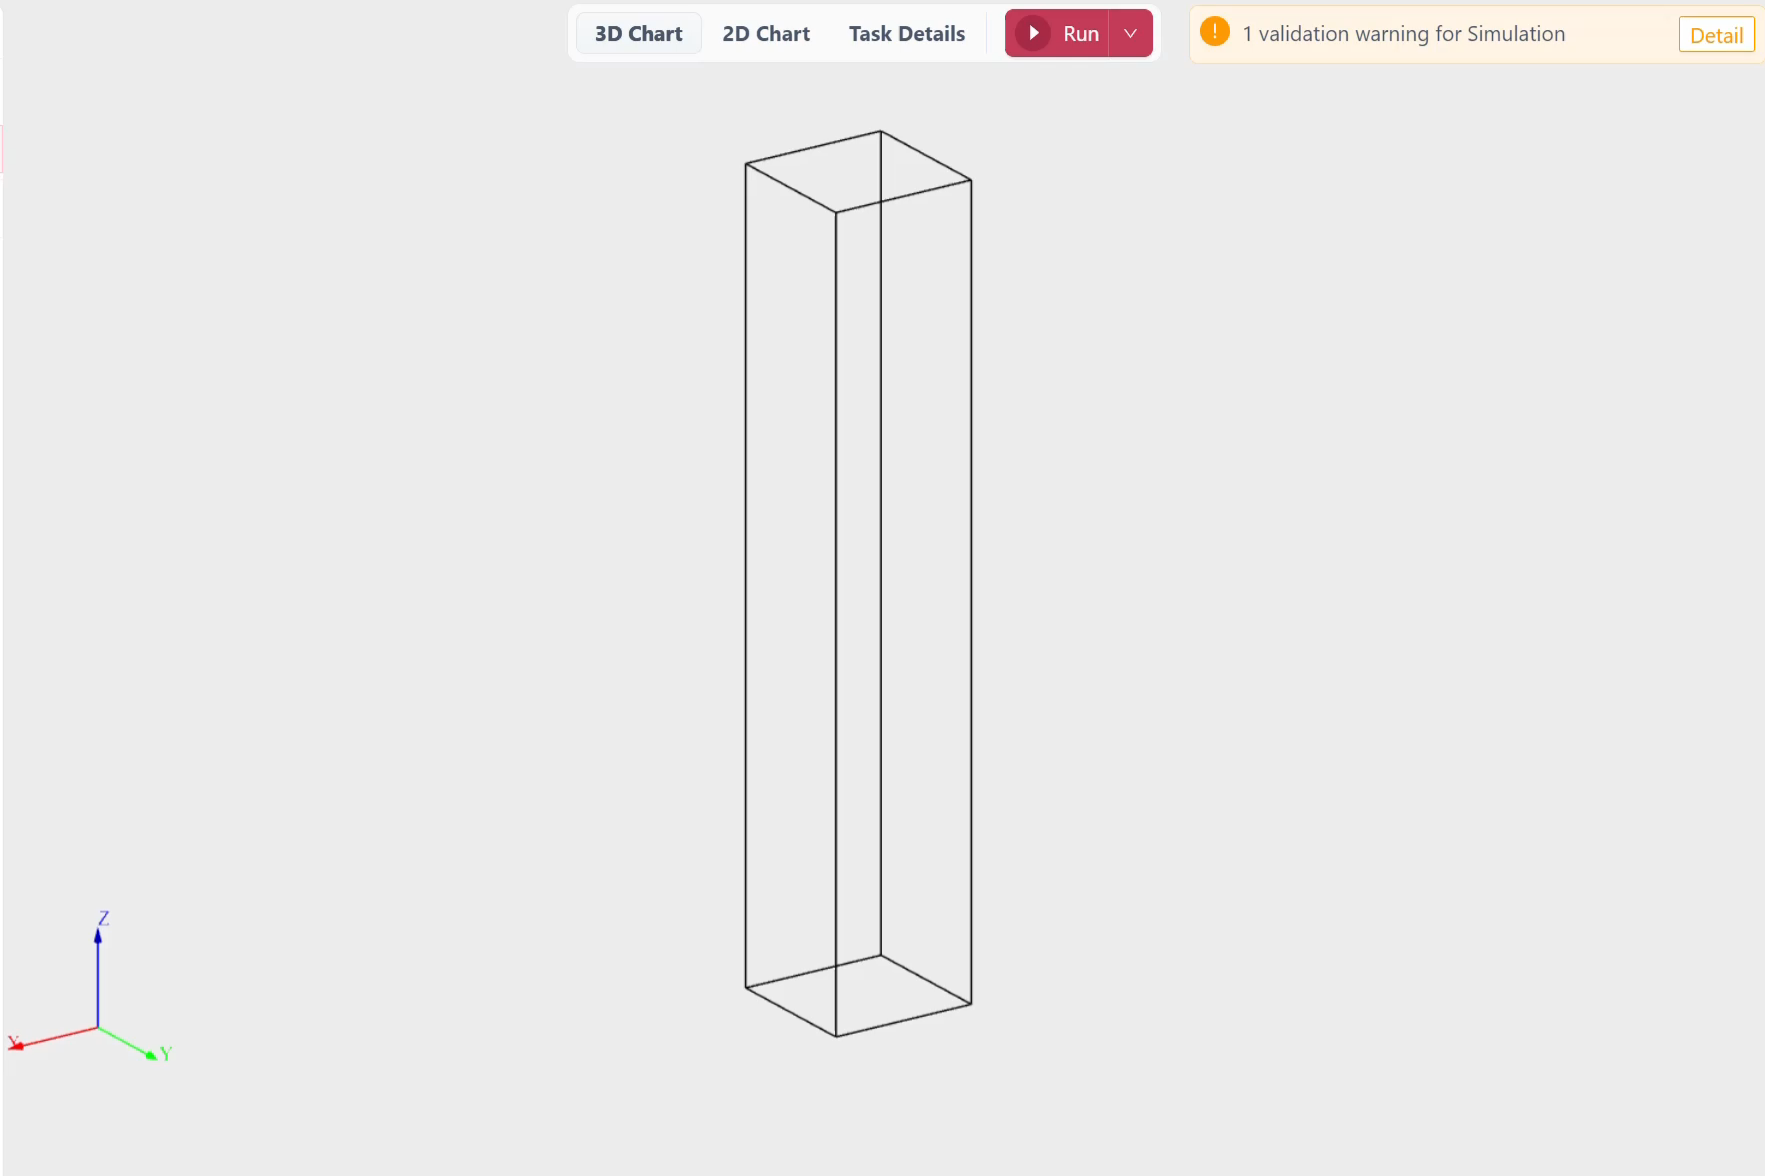 3D Chart 2D Chart Task Details Run
! 1 validation warning for Simulation Detail
Z
X
Y